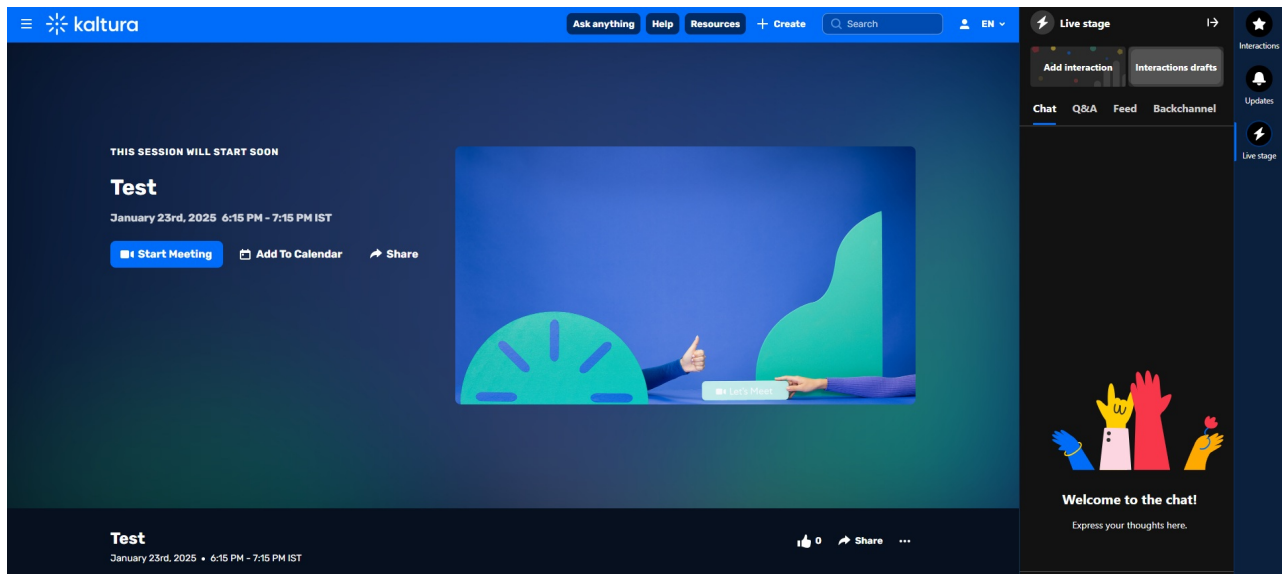 kaltura
Ask anything Help Resources + Create Search EN
Live stage
Interactions
Add interaction Interactions drafts
Updates
Chat Q&A Feed Backchannel
Live stage
THIS SESSION WILL START SOON
Test
January 23rd, 2025 6:15 PM - 7:15 PM IST
Start Meeting Add To Calendar Share
Let's Meet
Welcome to the chat!
Express your thoughts here.
Test
January 23rd, 2025 • 6:15 PM - 7:15 PM IST
0 Share ...